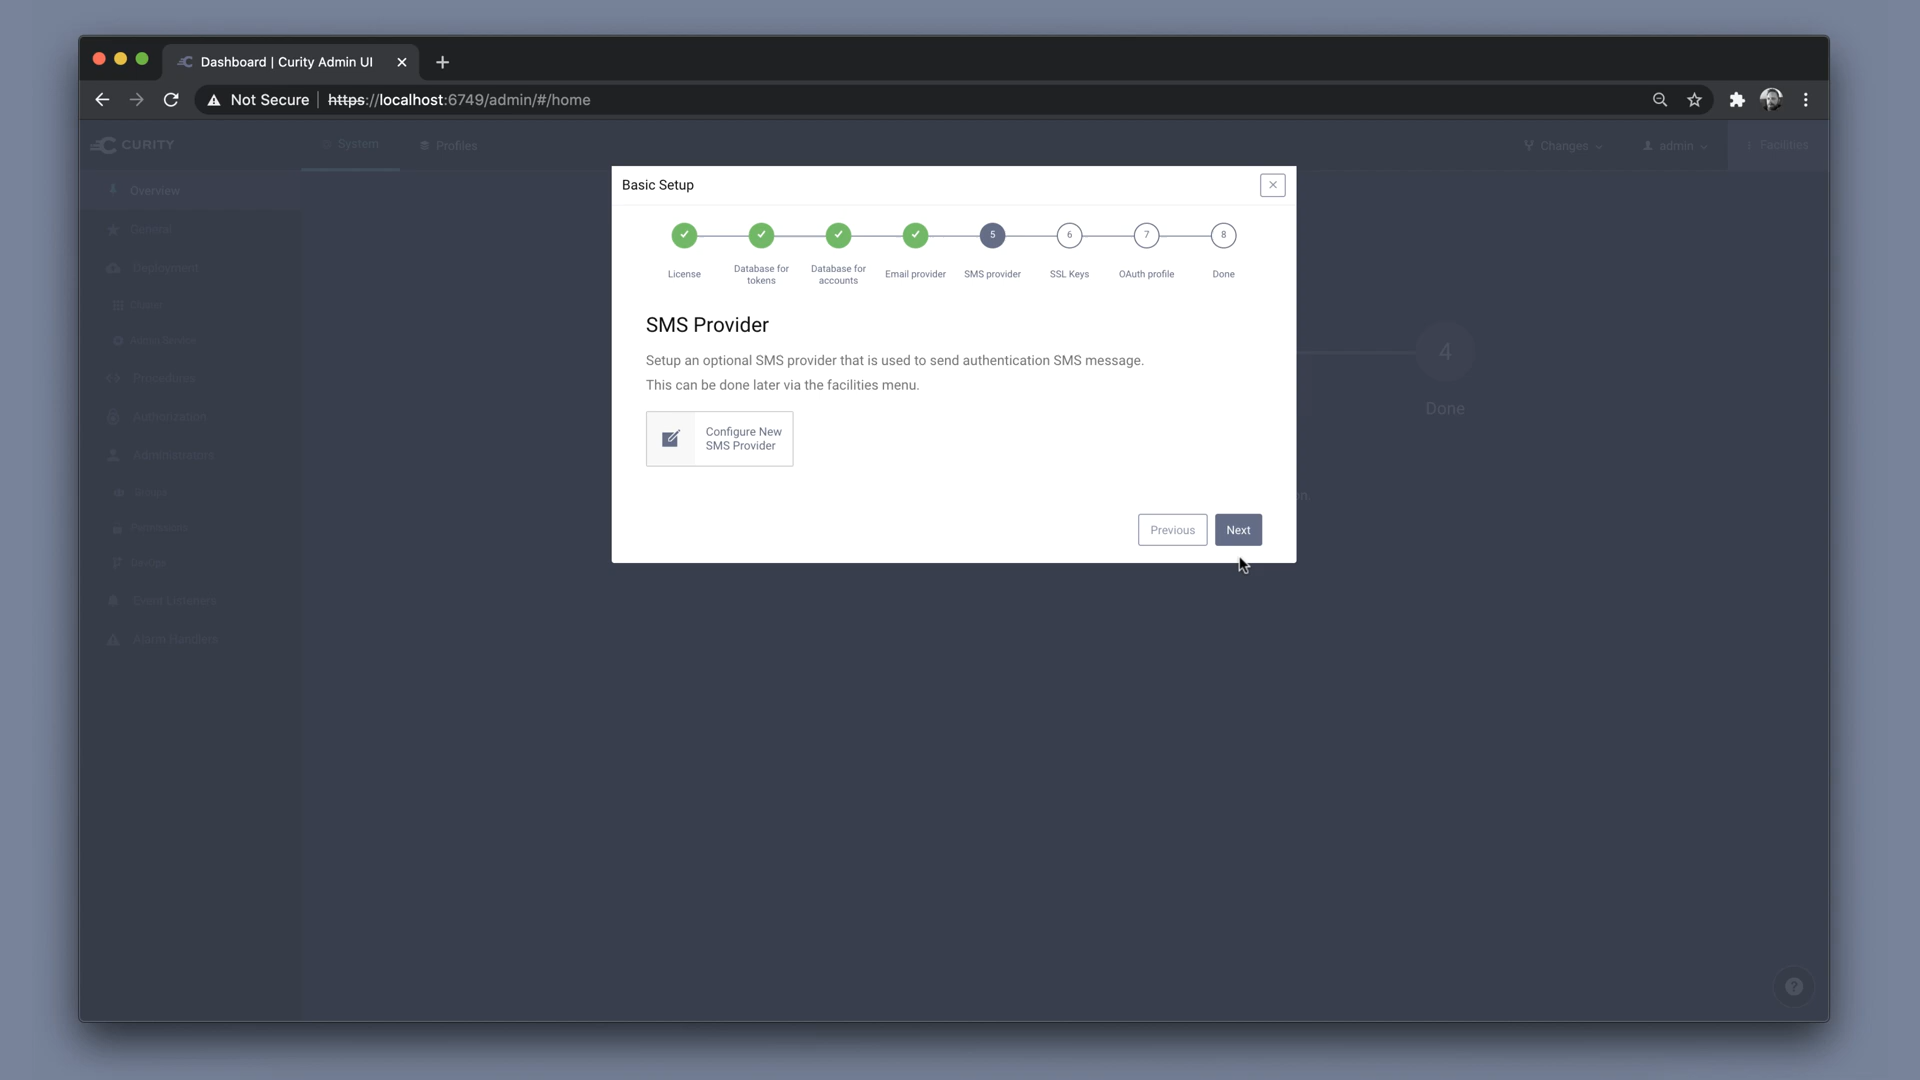 Dashboard | Curity Admin UI
Not Secure https://localhost:6749/admin/#/home
CURITY
System
Profiles
Changes
admin
Facilities
Overview
General
Deployment
Cluster
Admin Service
Procedures
Authorization
Administrators
Groups
Permissions
DevOps
Event Listeners
Alarm Handlers
Basic Setup
5
6
7
8
License
Database for
tokens
Database for
accounts
Email provider
SMS provider
SSL Keys
OAuth profile
Done
SMS Provider
Setup an optional SMS provider that is used to send authentication SMS message.
This can be done later via the facilities menu.
Configure New
SMS Provider
Previous
Next
4
Done
?